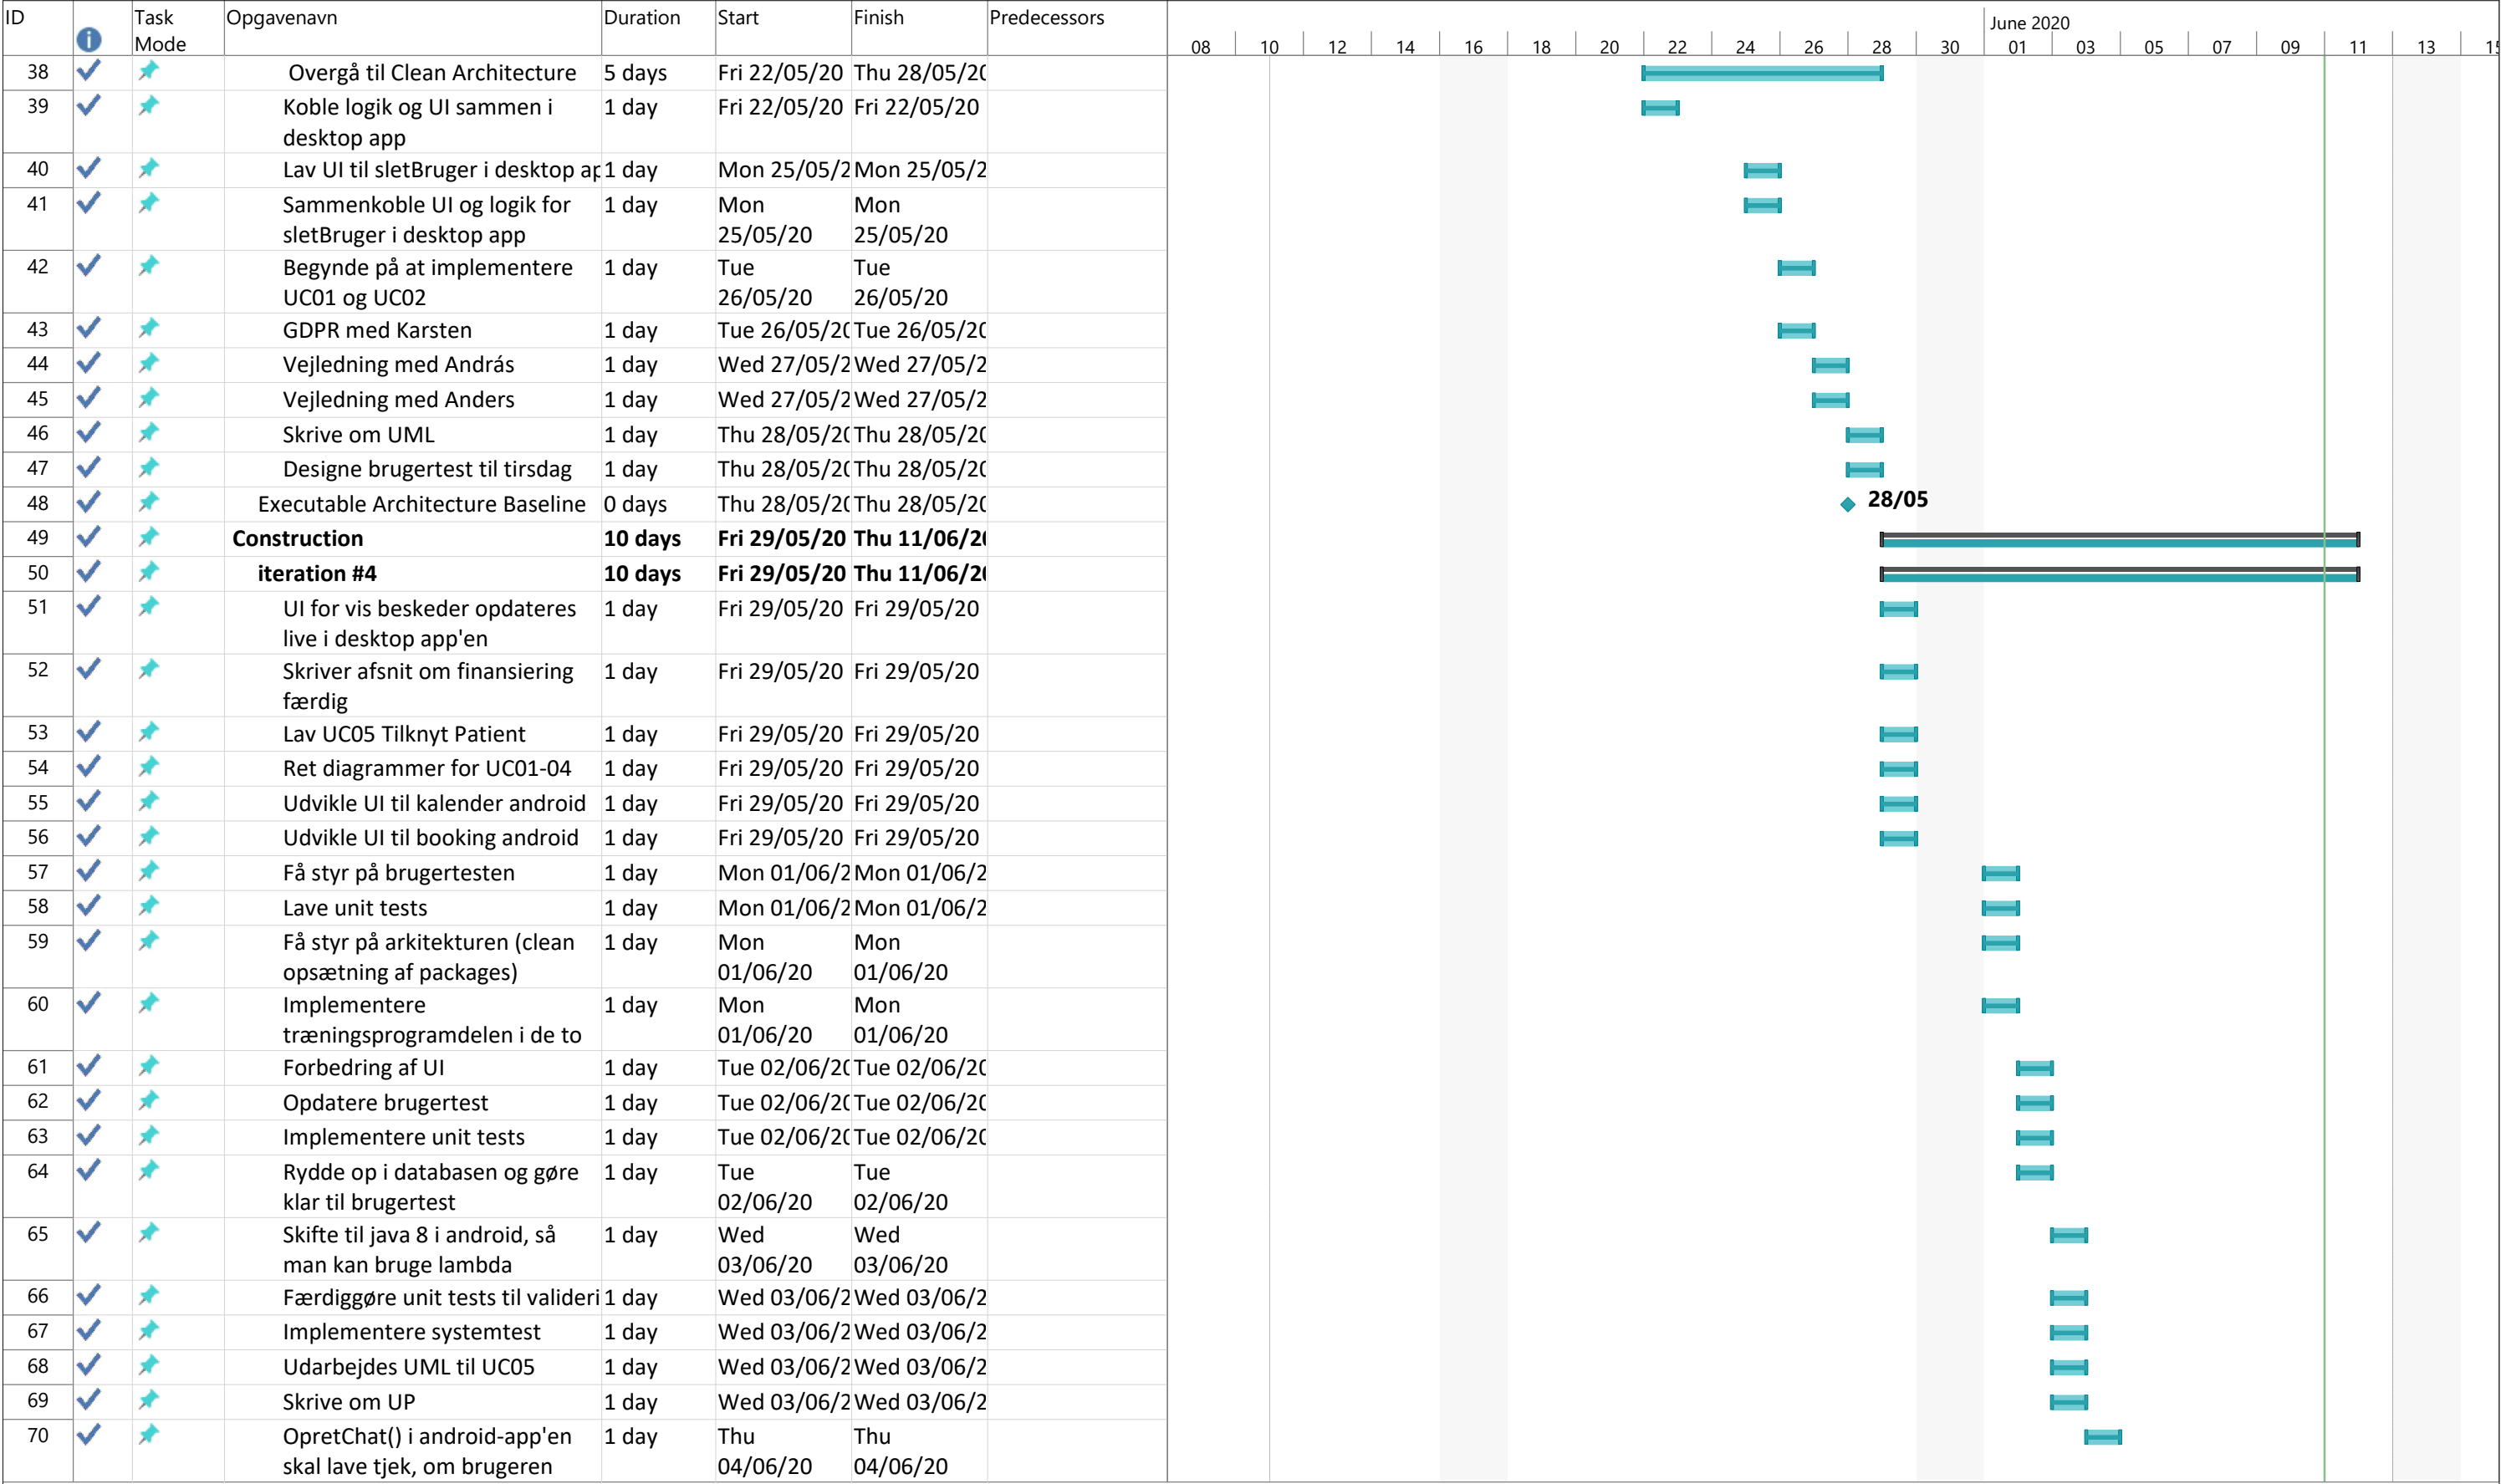 ID Task Opgavenavn Duration Start Finish Predecessors
Mode
June 2020
08 10 12 14 16 18 20 22 24 26 28 30 01 03 05 07 09 11 13 15
38 Overgå til Clean Architecture 5 days Fri 22/05/20 Thu 28/05/20
39 Koble logik og UI sammen i 1 day Fri 22/05/20 Fri 22/05/20
desktop app
40 Lav UI til sletBruger i desktop ap 1 day Mon 25/05/2 Mon 25/05/2
41 Sammenkoble UI og logik for 1 day Mon Mon
sletBruger i desktop app 25/05/20 25/05/20
42 Begynde på at implementere 1 day Tue Tue
UC01 og UC02 26/05/20 26/05/20
43 GDPR med Karsten 1 day Tue 26/05/20 Tue 26/05/20
44 Vejledning med András 1 day Wed 27/05/2 Wed 27/05/2
45 Vejledning med Anders 1 day Wed 27/05/2 Wed 27/05/2
46 Skrive om UML 1 day Thu 28/05/20 Thu 28/05/20
47 Designe brugertest til tirsdag 1 day Thu 28/05/20 Thu 28/05/20
48 Executable Architecture Baseline 0 days Thu 28/05/20 Thu 28/05/20 28/05
49 Construction 10 days Fri 29/05/20 Thu 11/06/20
50 iteration #4 10 days Fri 29/05/20 Thu 11/06/20
51 UI for vis beskeder opdateres 1 day Fri 29/05/20 Fri 29/05/20
live i desktop app'en
52 Skriver afsnit om finansiering 1 day Fri 29/05/20 Fri 29/05/20
færdig
53 Lav UC05 Tilknyt Patient 1 day Fri 29/05/20 Fri 29/05/20
54 Ret diagrammer for UC01-04 1 day Fri 29/05/20 Fri 29/05/20
55 Udvikle UI til kalender android 1 day Fri 29/05/20 Fri 29/05/20
56 Udvikle UI til booking android 1 day Fri 29/05/20 Fri 29/05/20
57 Få styr på brugertesten 1 day Mon 01/06/2 Mon 01/06/2
58 Lave unit tests 1 day Mon 01/06/2 Mon 01/06/2
59 Få styr på arkitekturen (clean 1 day Mon Mon
opsætning af packages) 01/06/20 01/06/20
60 Implementere 1 day Mon Mon
træningsprogramdelen i de to 01/06/20 01/06/20
61 Forbedring af UI 1 day Tue 02/06/20 Tue 02/06/20
62 Opdatere brugertest 1 day Tue 02/06/20 Tue 02/06/20
63 Implementere unit tests 1 day Tue 02/06/20 Tue 02/06/20
64 Rydde op i databasen og gøre 1 day Tue Tue
klar til brugertest 02/06/20 02/06/20
65 Skifte til java 8 i android, så 1 day Wed Wed
man kan bruge lambda 03/06/20 03/06/20
66 Færdiggøre unit tests til valideri 1 day Wed 03/06/2 Wed 03/06/2
67 Implementere systemtest 1 day Wed 03/06/2 Wed 03/06/2
68 Udarbejdes UML til UC05 1 day Wed 03/06/2 Wed 03/06/2
69 Skrive om UP 1 day Wed 03/06/2 Wed 03/06/2
70 OpretChat() i android-app'en 1 day Thu Thu
skal lave tjek, om brugeren 04/06/20 04/06/20